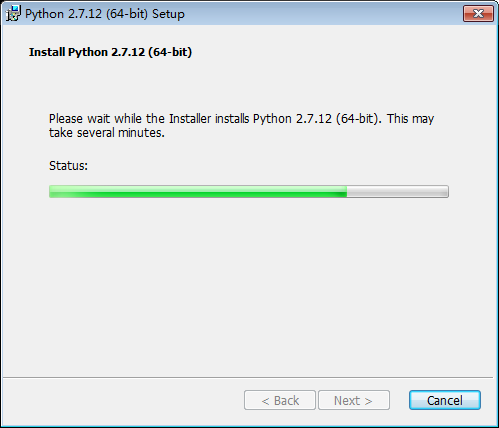 Python 2.7.12 (64-bit) Setup
Install Python 2.7.12 (64-bit)
Please wait while the Installer installs Python 2.7.12 (64-bit). This may
take several minutes.
Status:
< Back
Next >
Cancel